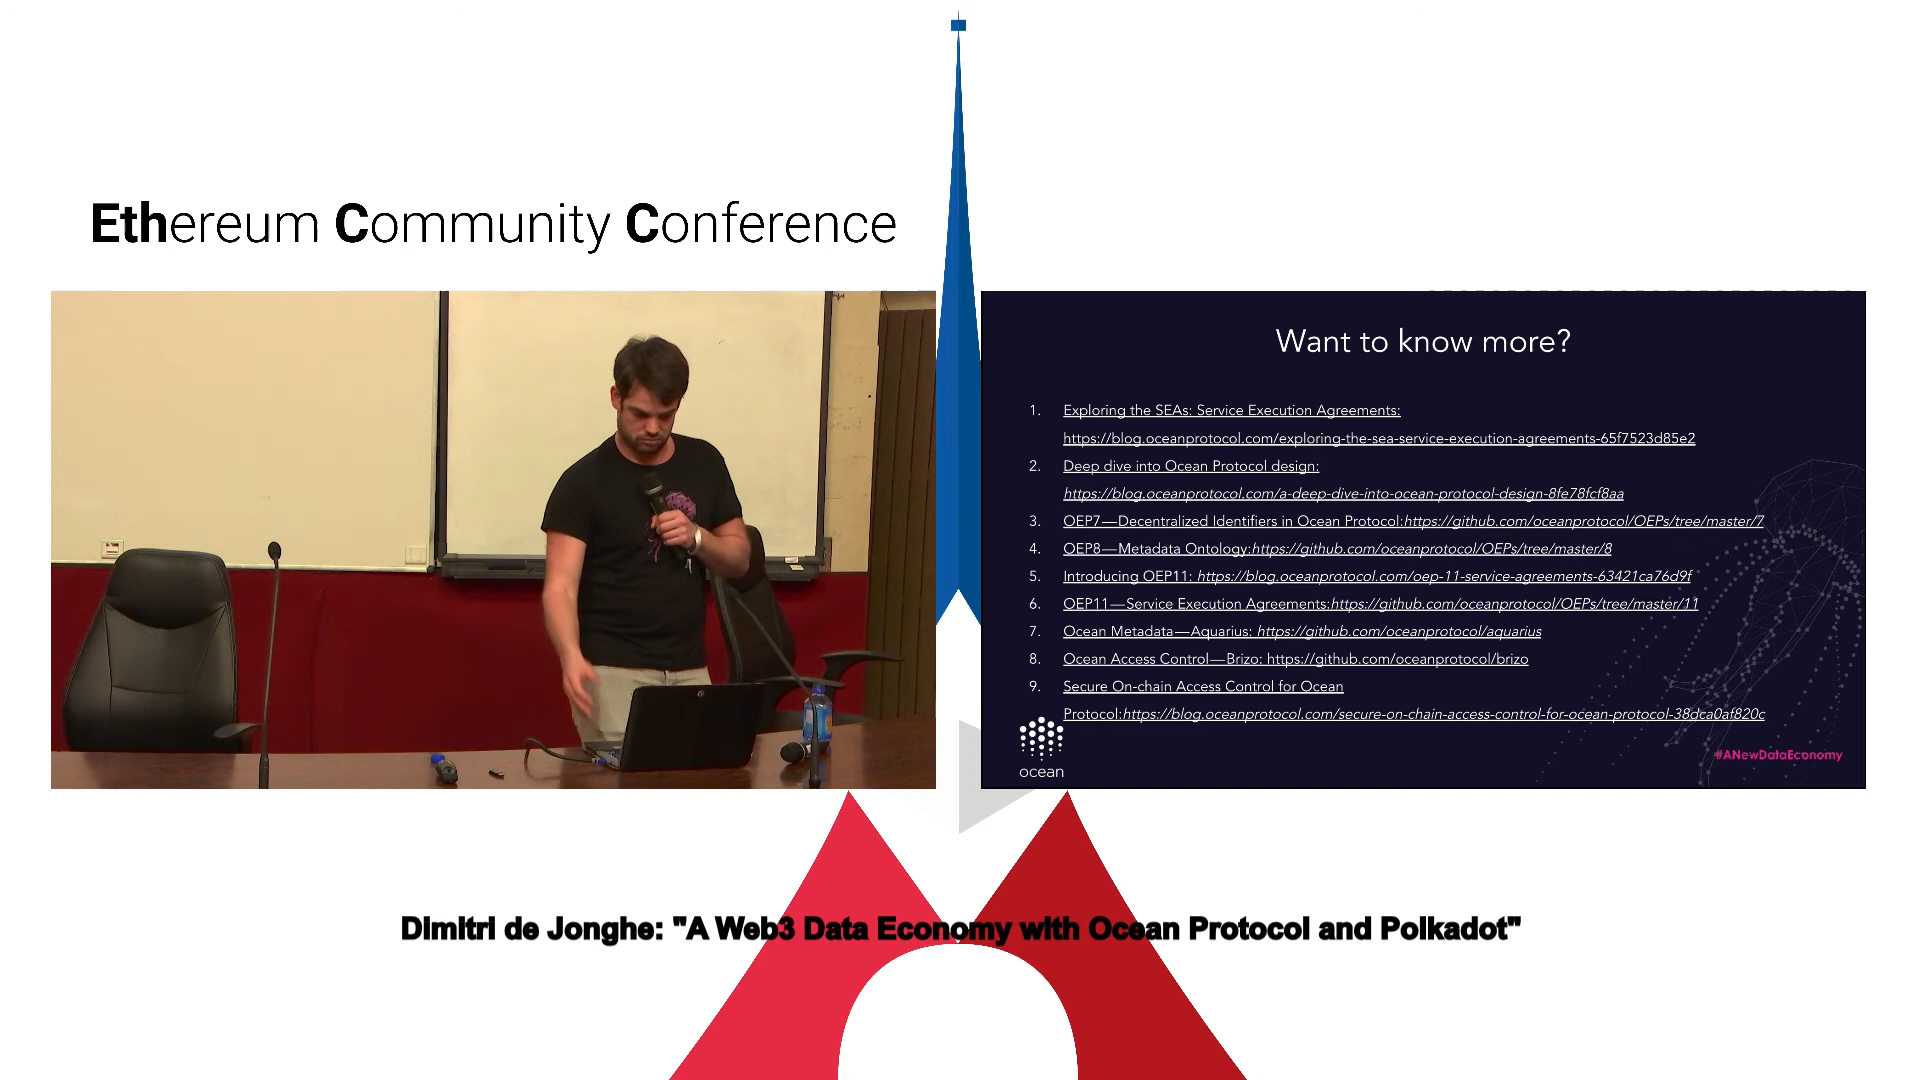 Ethereum Community Conference
Want to know more?
1. Exploring the SEAs: Service Execution Agreements:
https://blog.oceanprotocol.com/exploring-the-sea-service-execution-agreements-65f7523d85e2
2. Deep dive into Ocean Protocol design:
https://blog.oceanprotocol.com/a-deep-dive-into-ocean-protocol-design-8fe78fcf8aa
3. OEP7—Decentralized Identifiers in Ocean Protocol:https://github.com/oceanprotocol/OEPs/tree/master/7
4. OEP8—Metadata Ontology:https://github.com/oceanprotocol/OEPs/tree/master/8
5. Introducing OEP11: https://blog.oceanprotocol.com/oep-11-service-agreements-63421ca76d9f
6. OEP11—Service Execution Agreements:https://github.com/oceanprotocol/OEPs/tree/master/11
7. Ocean Metadata—Aquarius: https://github.com/oceanprotocol/aquarius
8. Ocean Access Control—Brizo: https://github.com/oceanprotocol/brizo
9. Secure On-chain Access Control for Ocean
Protocol:https://blog.oceanprotocol.com/secure-on-chain-access-control-for-ocean-protocol-38dca0af820c
ocean
#ANewDataEconomy
Dimitri de Jonghe: "A Web3 Data Economy with Ocean Protocol and Polkadot"